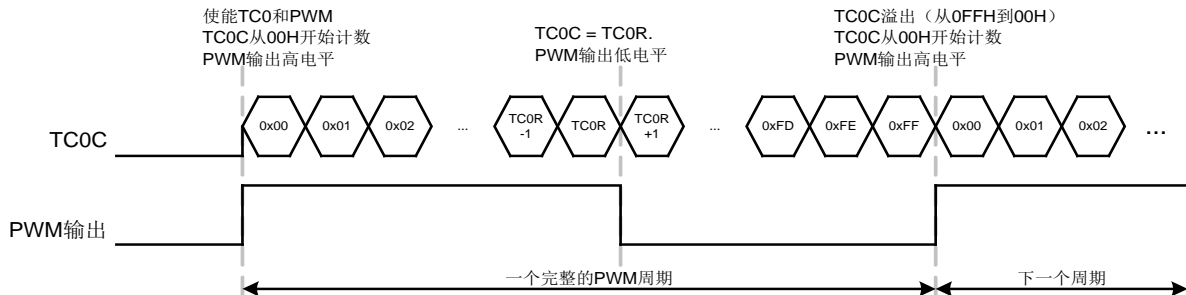 使能TC0和PWM
TC0C从00H开始计数
PWM输出高电平
TC0C = TC0R.
PWM输出低电平
TC0C溢出（从0FFH到00H）
TC0C从00H开始计数
PWM输出高电平
TC0C
0x00
0x01
0x02
...
TC0R
-1
TC0R
TC0R
+1
...
0xFD
0xFE
0xFF
0x00
0x01
0x02
...
PWM输出
一个完整的PWM周期
下一个周期